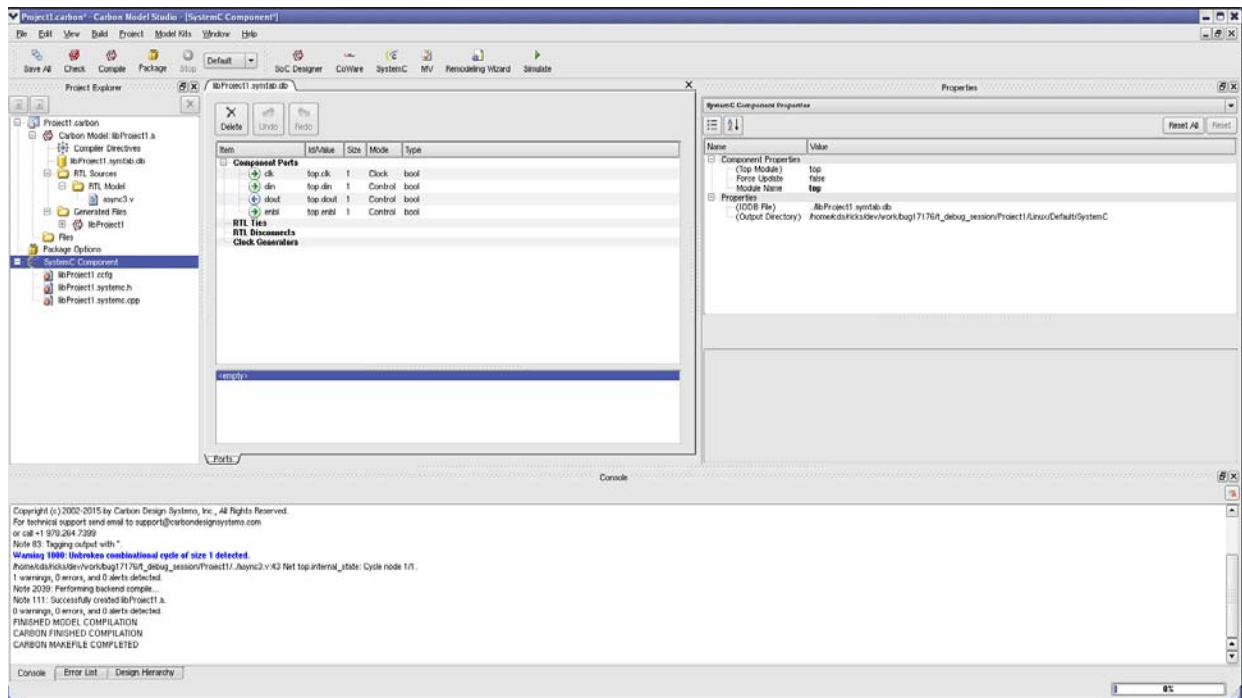 Project1.carbon* - Carbon Model Studio - [SystemC Component*]
File Edit View Build Project Model Kits Window Help
Save All Check Compile Package Stop Default SoC Designer CoWare SystemC MV Remodeling Wizard Simulate
Project Explorer
Project1.carbon
Carbon Model: libProject1.a
Compiler Directives
libProject1.symtab.db
RTL Sources
RTL Model
async3.v
Generated Files
libProject1
Files
Package Options
SystemC Component
libProject1.ccfg
libProject1.systemc.h
libProject1.systemc.cpp
libProject1.symtab.db
Delete Undo Redo
Item Id/Value Size Mode Type
Component Ports
clk top.clk 1 Clock bool
din top.din 1 Control bool
dout top.dout 1 Control bool
enbl top.enbl 1 Control bool
RTL Ties
RTL Disconnects
Clock Generators
<empty>
Ports
Properties
SystemC Component Properties
Reset All Reset
Name Value
Component Properties
(Top Module) top
Force Update false
Module Name top
Properties
(IODB File) ../libProject1.symtab.db
(Output Directory) /home/cds/ricks/dev/work/bug17176/t_debug_session/Project1/Linux/Default/SystemC
Console
Copyright (c) 2002-2015 by Carbon Design Systems, Inc., All Rights Reserved.
For technical support send email to support@carbondesignsystems.com
or call +1 978.264.7399
Note 83: Tagging output with ".
Warning 1000: Unbroken combinational cycle of size 1 detected.
/home/cds/ricks/dev/work/bug17176/t_debug_session/Project1/../async3.v:43 Net top.internal_state: Cycle node 1/1.
1 warnings, 0 errors, and 0 alerts detected.
Note 2039: Performing backend compile...
Note 111: Successfully created libProject1.a.
0 warnings, 0 errors, and 0 alerts detected.
FINISHED MODEL COMPILATION
CARBON FINISHED COMPILATION
CARBON MAKEFILE COMPLETED
Console Error List Design Hierarchy
0%